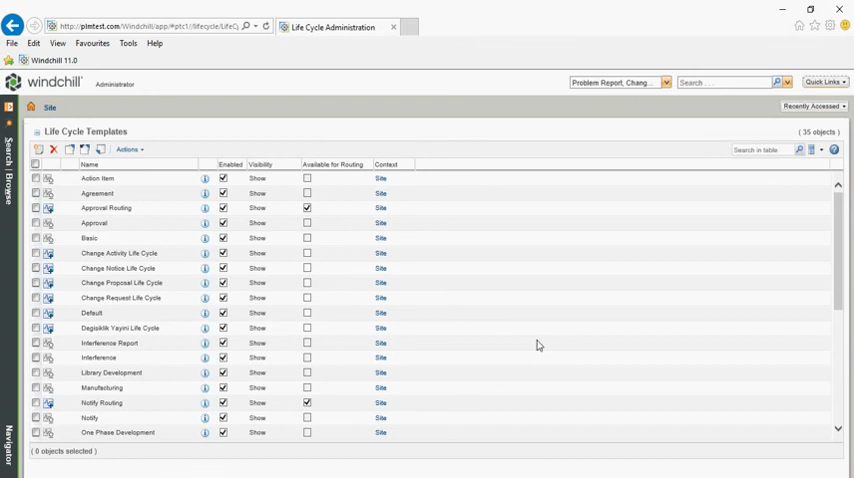 http://plmtest.com/Windchill/app/#ptc1/lifecycle/LifeC
Life Cycle Administration
File Edit View Favourites Tools Help
Windchill 11.0
windchill Administrator Problem Report, Chang... Search . . . Quick Links
Site Recently Accessed
Life Cycle Templates ( 35 objects )
Actions Search in table
Name Enabled Visibility Available for Routing Context
Action Item Show Site
Agreement Show Site
Approval Routing Show Site
Approval Show Site
Basic Show Site
Change Activity Life Cycle Show Site
Change Notice Life Cycle Show Site
Change Proposal Life Cycle Show Site
Change Request Life Cycle Show Site
Default Show Site
Degisiklik Yayini Life Cycle Show Site
Interference Report Show Site
Interference Show Site
Library Development Show Site
Manufacturing Show Site
Notify Routing Show Site
Notify Show Site
One Phase Development Show Site
( 0 objects selected )
Search | Browse
Navigator